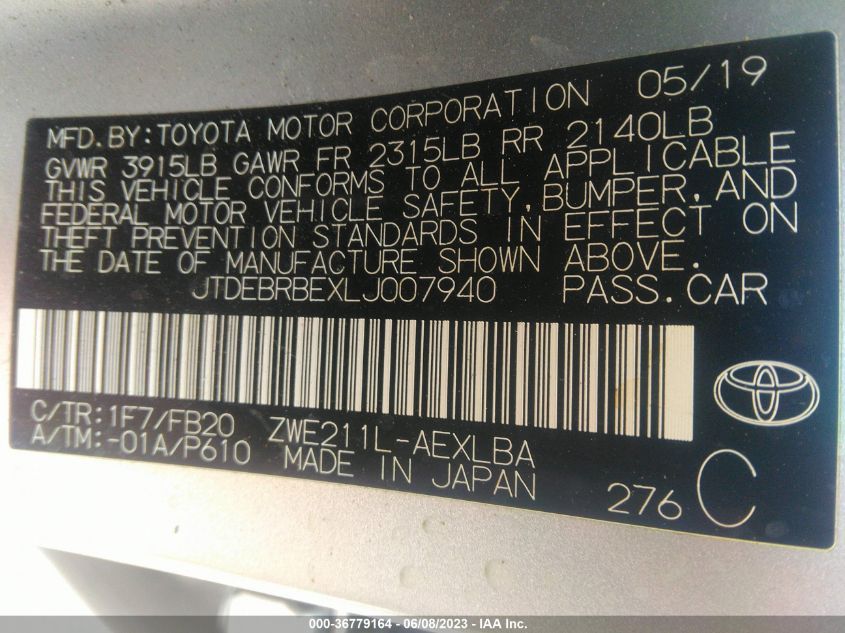 MFD. BY: TOYOTA MOTOR CORPORATION 05/19
GVWR 3915LB GAWR FR 2315LB RR 2140LB
THIS VEHICLE CONFORMS TO ALL APPLICABLE
FEDERAL MOTOR VEHICLE SAFETY, BUMPER, AND
THEFT PREVENTION STANDARDS IN EFFECT ON
THE DATE OF MANUFACTURE SHOWN ABOVE.
JTDEBRBEXLJ007940 PASS. CAR
C/TR: 1F7/FB20 ZWE211L-AEXLBA
A/TM: -01A/P610 MADE IN JAPAN
276 C
000-36779164 - 06/08/2023 - IAA Inc.